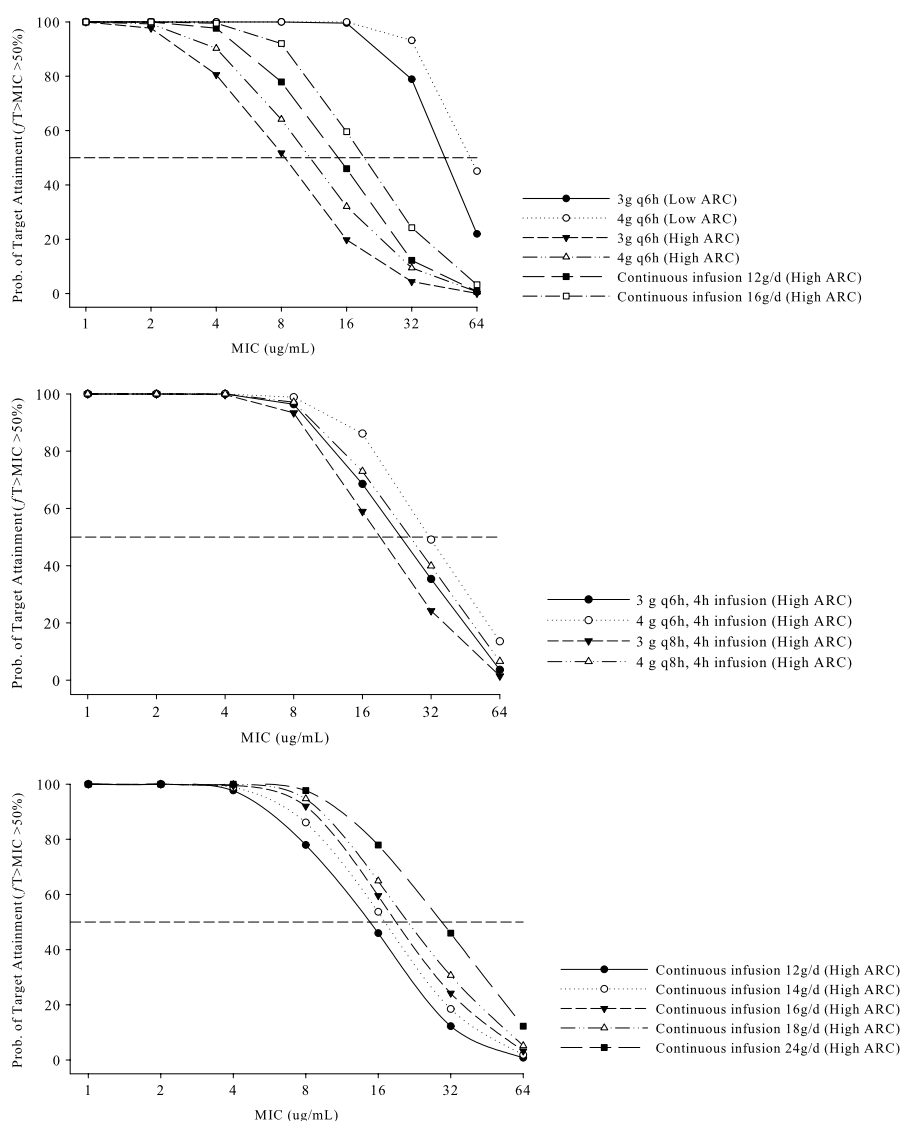 Prob. of Target Attainment (fT>MIC >50%)
100
80
60
40
20
0
1 2 4 8 16 32 64
MIC (ug/mL)
3g q6h (Low ARC)
4g q6h (Low ARC)
3g q6h (High ARC)
4g q6h (High ARC)
Continuous infusion 12g/d (High ARC)
Continuous infusion 16g/d (High ARC)
Prob. of Target Attainment (fT>MIC >50%)
100
80
60
40
20
0
1 2 4 8 16 32 64
MIC (ug/mL)
3 g q6h, 4h infusion (High ARC)
4 g q6h, 4h infusion (High ARC)
3 g q8h, 4h infusion (High ARC)
4 g q8h, 4h infusion (High ARC)
Prob. of Target Attainment (fT>MIC >50%)
100
80
60
40
20
0
1 2 4 8 16 32 64
MIC (ug/mL)
Continuous infusion 12g/d (High ARC)
Continuous infusion 14g/d (High ARC)
Continuous infusion 16g/d (High ARC)
Continuous infusion 18g/d (High ARC)
Continuous infusion 24g/d (High ARC)